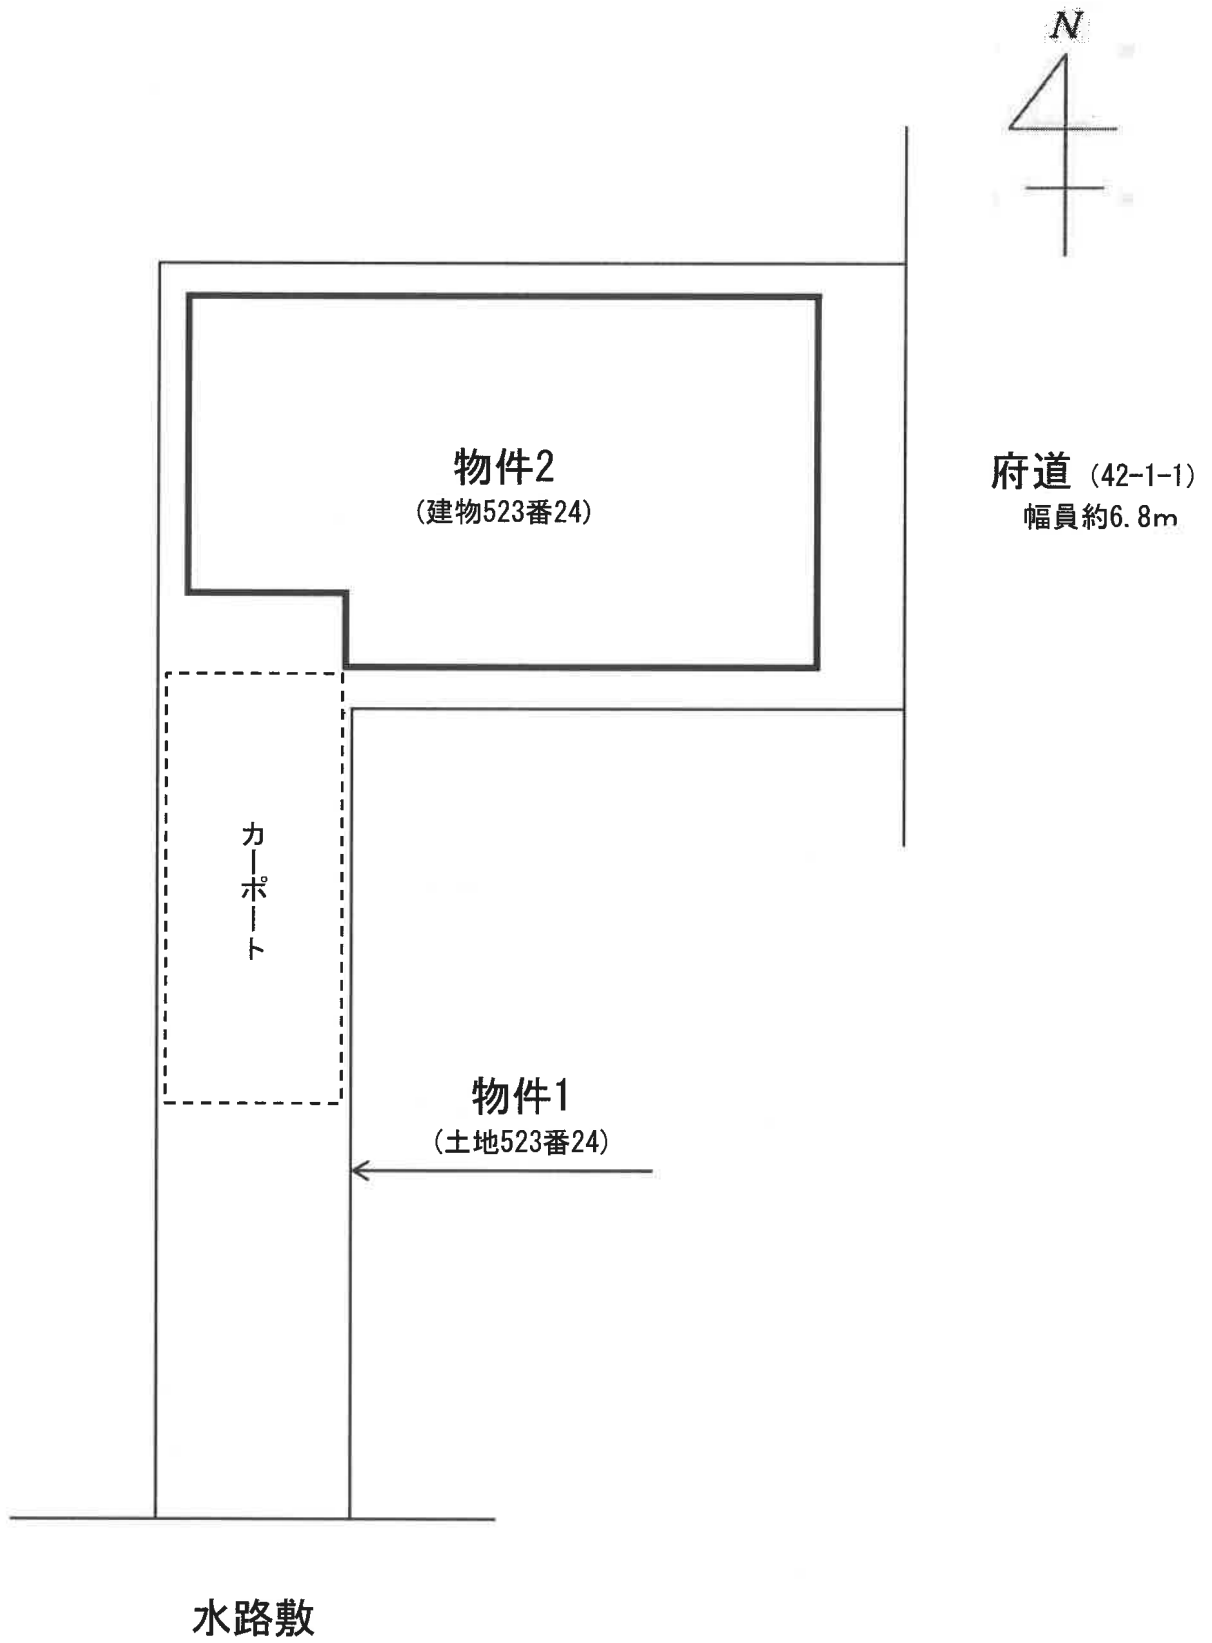 N
物件2
(建物523番24)
府道 (42-1-1)
幅員約6.8m
カーポート
物件1
(土地523番24)
水路敷